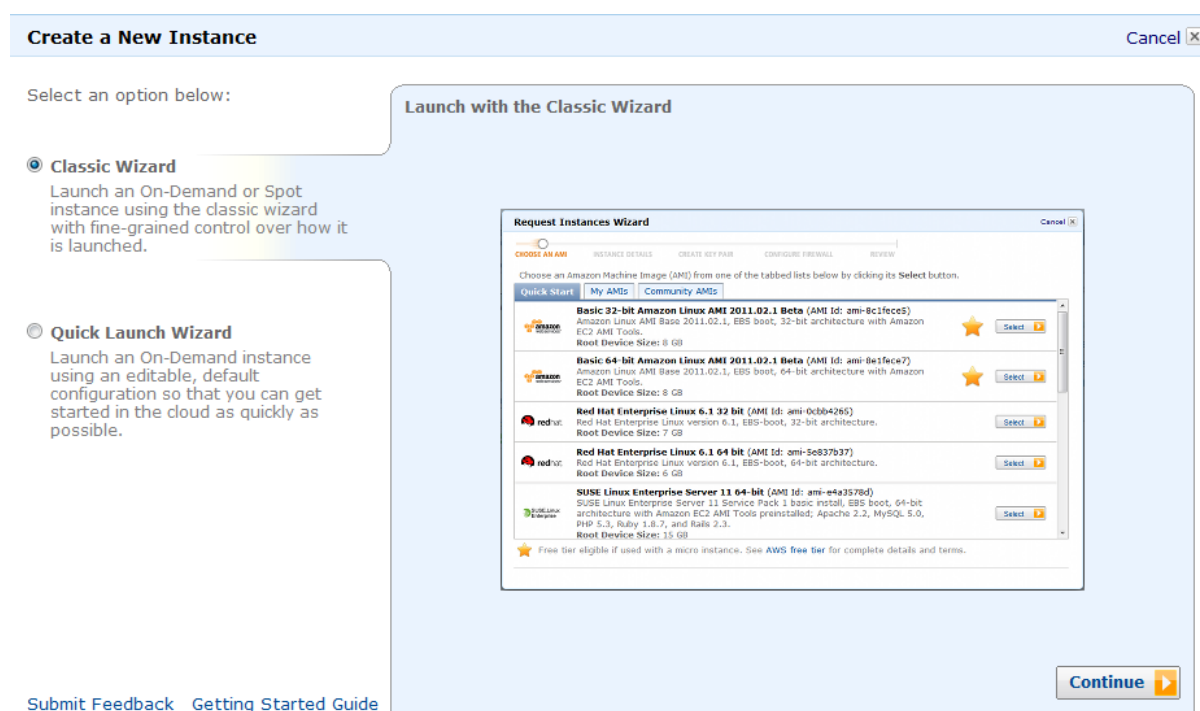 Create a New Instance
Cancel
Select an option below:
Launch with the Classic Wizard
Classic Wizard
Launch an On-Demand or Spot
instance using the classic wizard
with fine-grained control over how it
is launched.
Quick Launch Wizard
Launch an On-Demand instance
using an editable, default
configuration so that you can get
started in the cloud as quickly as
possible.
Request Instances Wizard
Cancel
CHOOSE AN AMI INSTANCE DETAILS CREATE KEY PAIR CONFIGURE FIREWALL REVIEW
Choose an Amazon Machine Image (AMI) from one of the tabbed lists below by clicking its Select button.
Quick Start My AMIs Community AMIs
Basic 32-bit Amazon Linux AMI 2011.02.1 Beta (AMI Id: ami-8c1fece5)
Amazon Linux AMI Base 2011.02.1, EBS boot, 32-bit architecture with Amazon
EC2 AMI Tools.
Root Device Size: 8 GB
amazon
Select
Basic 64-bit Amazon Linux AMI 2011.02.1 Beta (AMI Id: ami-8e1fece7)
Amazon Linux AMI Base 2011.02.1, EBS boot, 64-bit architecture with Amazon
EC2 AMI Tools.
Root Device Size: 8 GB
amazon
Select
Red Hat Enterprise Linux 6.1 32 bit (AMI Id: ami-0cbb4265)
Red Hat Enterprise Linux version 6.1, EBS-boot, 32-bit architecture.
Root Device Size: 7 GB
redhat
Select
Red Hat Enterprise Linux 6.1 64 bit (AMI Id: ami-5e837b37)
Red Hat Enterprise Linux version 6.1, EBS-boot, 64-bit architecture.
Root Device Size: 6 GB
redhat
Select
SUSE Linux Enterprise Server 11 64-bit (AMI Id: ami-e4a3578d)
SUSE Linux Enterprise Server 11 Service Pack 1 basic install, EBS boot, 64-bit
architecture with Amazon EC2 AMI Tools preinstalled; Apache 2.2, MySQL 5.0,
PHP 5.3, Ruby 1.8.7, and Rails 2.3.
Root Device Size: 15 GB
SUSE Linux
Enterprise
Select
Free tier eligible if used with a micro instance. See AWS free tier for complete details and terms.
Continue
Submit Feedback Getting Started Guide